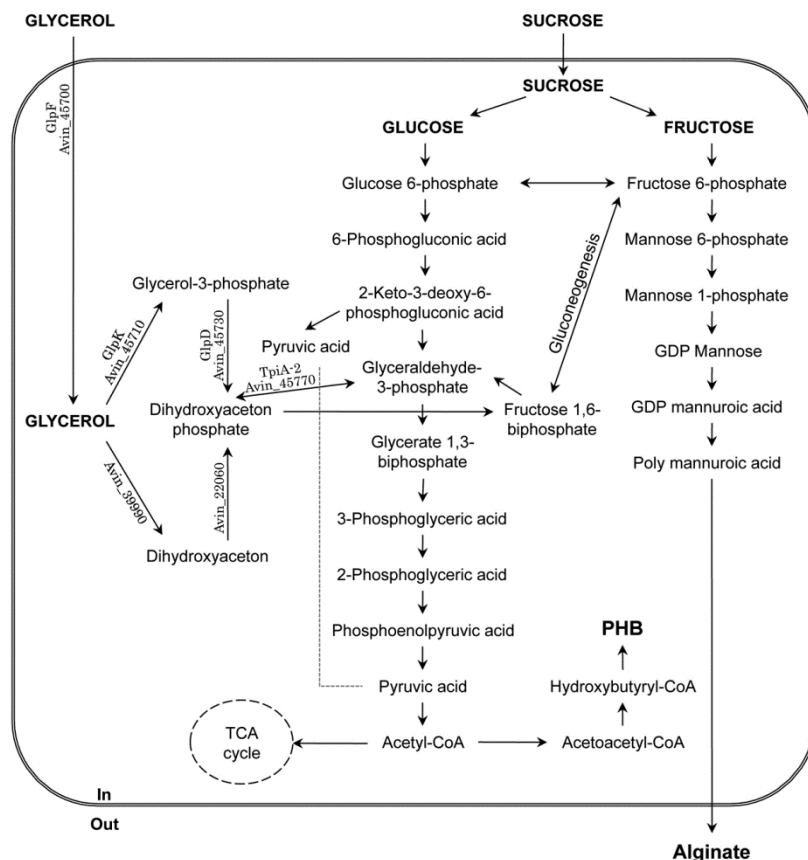 GLYCEROL
SUCROSE
GlpF
Avin_45700
SUCROSE
GLUCOSE
FRUCTOSE
Glucose 6-phosphate
Fructose 6-phosphate
6-Phosphogluconic acid
Mannose 6-phosphate
Gluconeogenesis
Glycerol-3-phosphate
2-Keto-3-deoxy-6-
phosphogluconic acid
Mannose 1-phosphate
GlpK
Avin_45710
GlpD
Avin_45730
Pyruvic acid
GDP Mannose
TpiA-2
Avin_45770
Glyceraldehyde-
3-phosphate
GLYCEROL
Dihydroxyaceton
phosphate
Fructose 1,6-
biphosphate
GDP mannuroic acid
Glycerate 1,3-
biphosphate
Poly mannuroic acid
Avin_39990
Avin_22060
3-Phosphoglyceric acid
Dihydroxyaceton
2-Phosphoglyceric acid
Phosphoenolpyruvic acid
PHB
Pyruvic acid
Hydroxybutyryl-CoA
TCA
cycle
Acetyl-CoA
Acetoacetyl-CoA
In
Out
Alginate